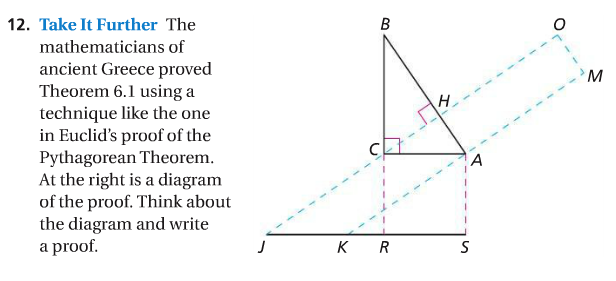 12. Take It Further The
mathematicians of
ancient Greece proved
Theorem 6.1 using a
technique like the one
in Euclid's proof of the
Pythagorean Theorem.
At the right is a diagram
of the proof. Think about
the diagram and write
a proof.
B
O
M
H
C
A
J
K
R
S